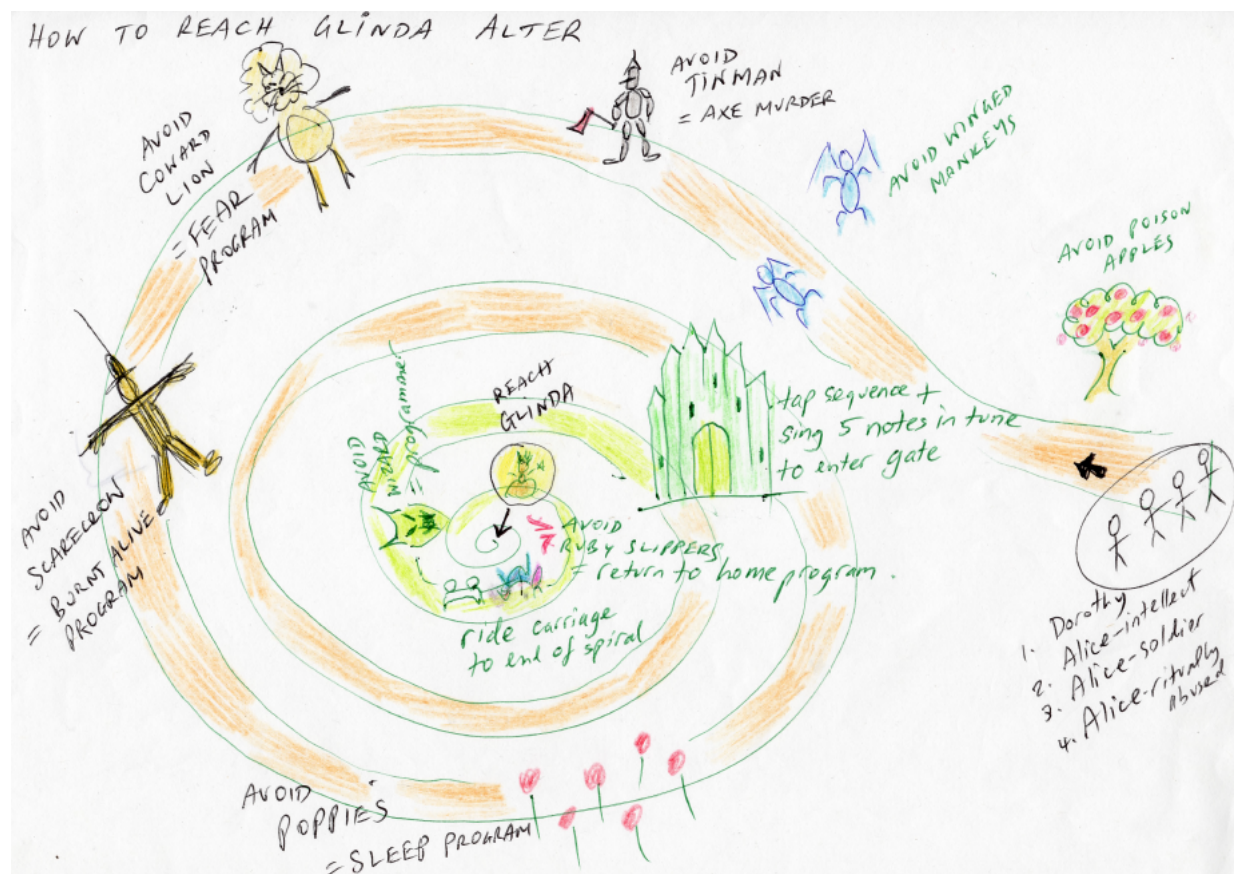 HOW TO REACH GLINDA ALTER
AVOID
TINMAN
= AXE MURDER
AVOID WINGED
MANKEYS
AVOID POISON
APPLES
AVOID
COWARD
LION
= FEAR
PROGRAM
REACH
GLINDA
tap sequence +
sing 5 notes in tune
to enter gate
AVOID
WIZARD
=
AVOID
RUBY SLIPPERS
= return to home program.
ride carriage
to end of spiral
AVOID
SCARECROW
= BURNT ALIVE
PROGRAM
1. Dorothy
2. Alice-intellect
3. Alice-soldier
4. Alice-ritually
abused
AVOID
POPPIES
= SLEEP PROGRAM